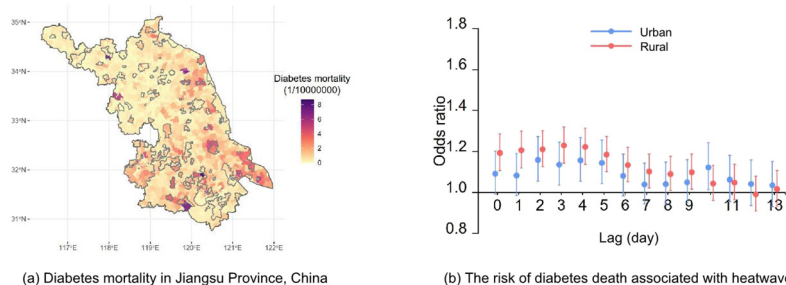 35°N
34°N
33°N
32°N
31°N
117°E
118°E
119°E
120°E
121°E
122°E
Diabetes mortality
(1/10000000)
8
6
4
2
0
(a) Diabetes mortality in Jiangsu Province, China
Urban
Rural
Odds ratio
1.8
1.6
1.4
1.2
1.0
0.8
0
1
2
3
4
5
6
7
8
9
11
13
Lag (day)
(b) The risk of diabetes death associated with heatwave